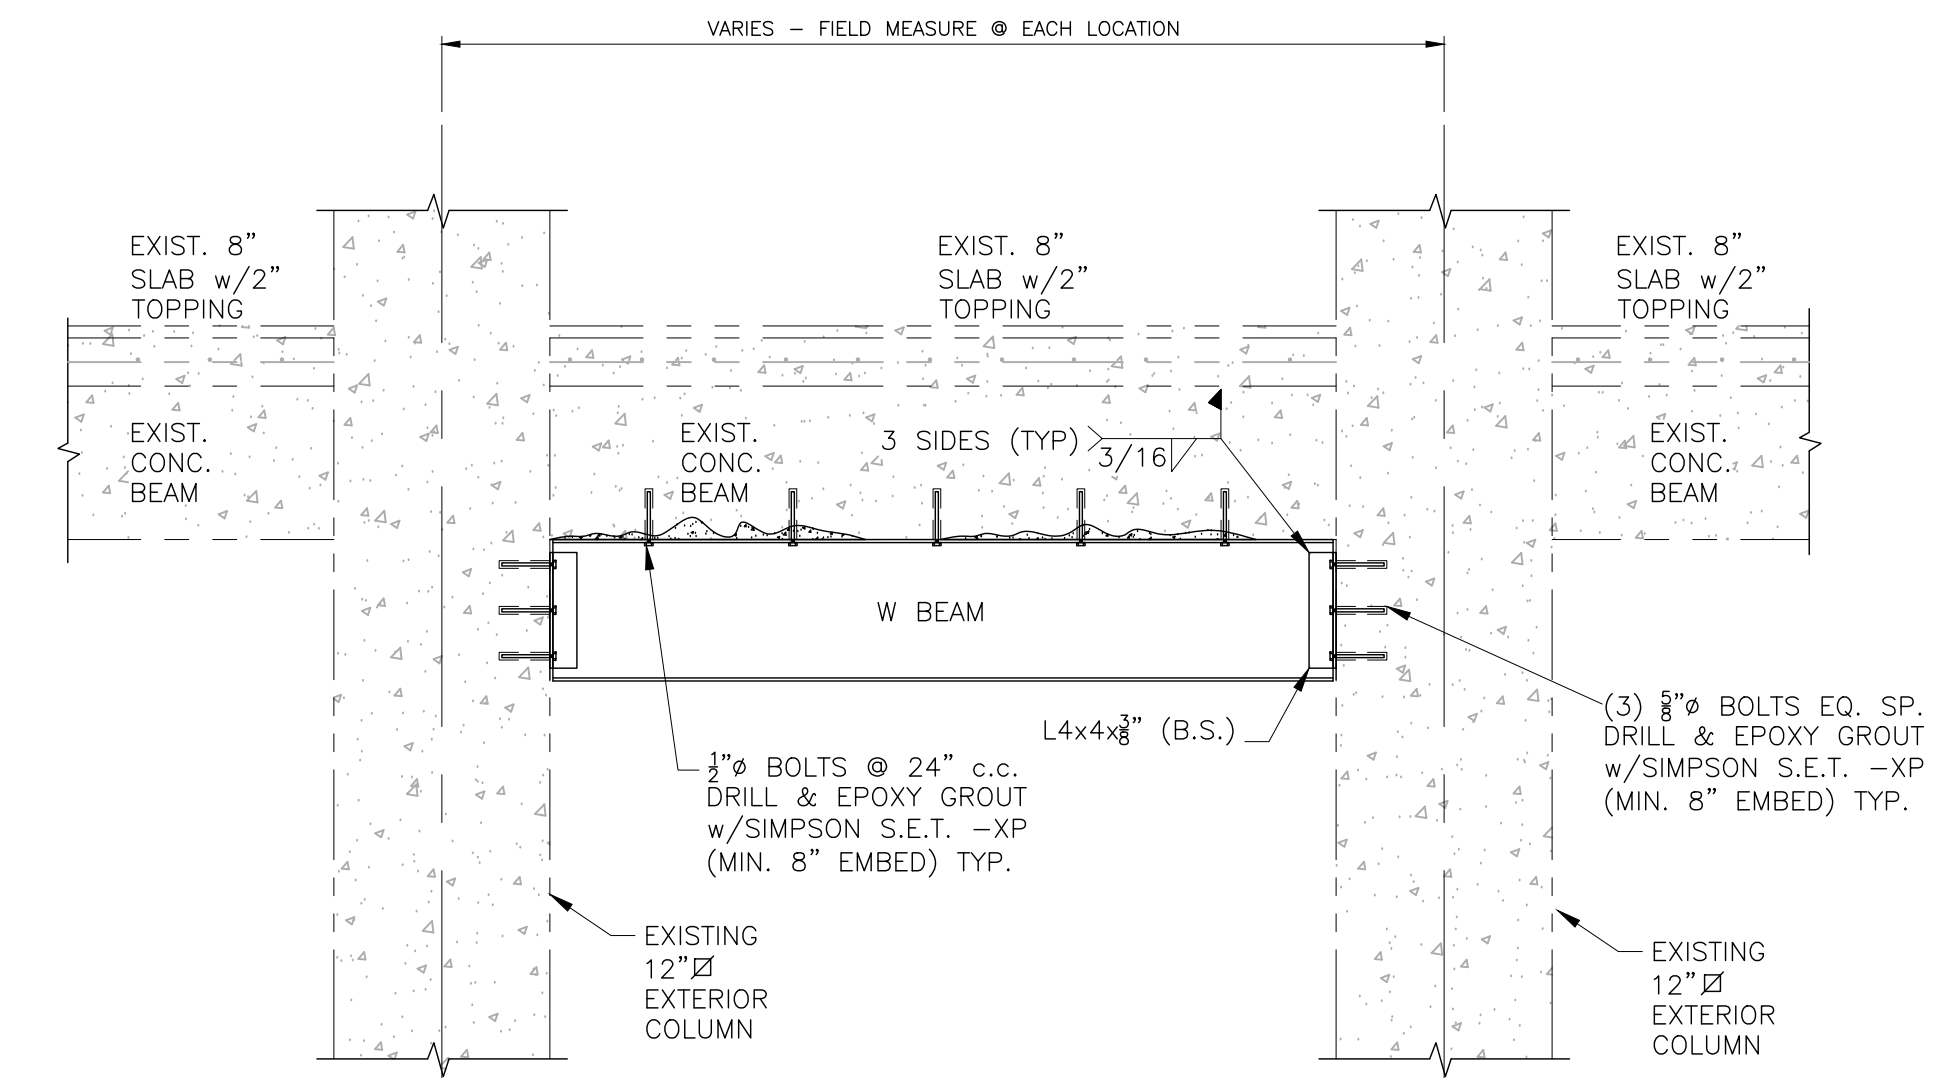 VARIES – FIELD MEASURE @ EACH LOCATION
EXIST. 8”
SLAB w/2”
TOPPING
EXIST. 8”
SLAB w/2”
TOPPING
EXIST. 8”
SLAB w/2”
TOPPING
EXIST.
CONC.
BEAM
EXIST.
CONC.
BEAM
3 SIDES (TYP)
3/16
EXIST.
CONC.
BEAM
W BEAM
L4x4x3/8” (B.S.)
(3) 5/8”ø BOLTS EQ. SP.
DRILL & EPOXY GROUT
w/SIMPSON S.E.T. –XP
(MIN. 8” EMBED) TYP.
1/2”ø BOLTS @ 24” c.c.
DRILL & EPOXY GROUT
w/SIMPSON S.E.T. –XP
(MIN. 8” EMBED) TYP.
EXISTING
12”⍁
EXTERIOR
COLUMN
EXISTING
12”⍁
EXTERIOR
COLUMN